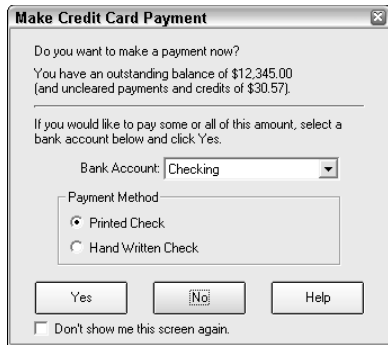 Make Credit Card Payment
Do you want to make a payment now?
You have an outstanding balance of $12,345.00
(and uncleared payments and credits of $30.57).
If you would like to pay some or all of this amount, select a
bank account below and click Yes.
Bank Account: Checking
Payment Method
Printed Check
Hand Written Check
Yes No Help
Don't show me this screen again.